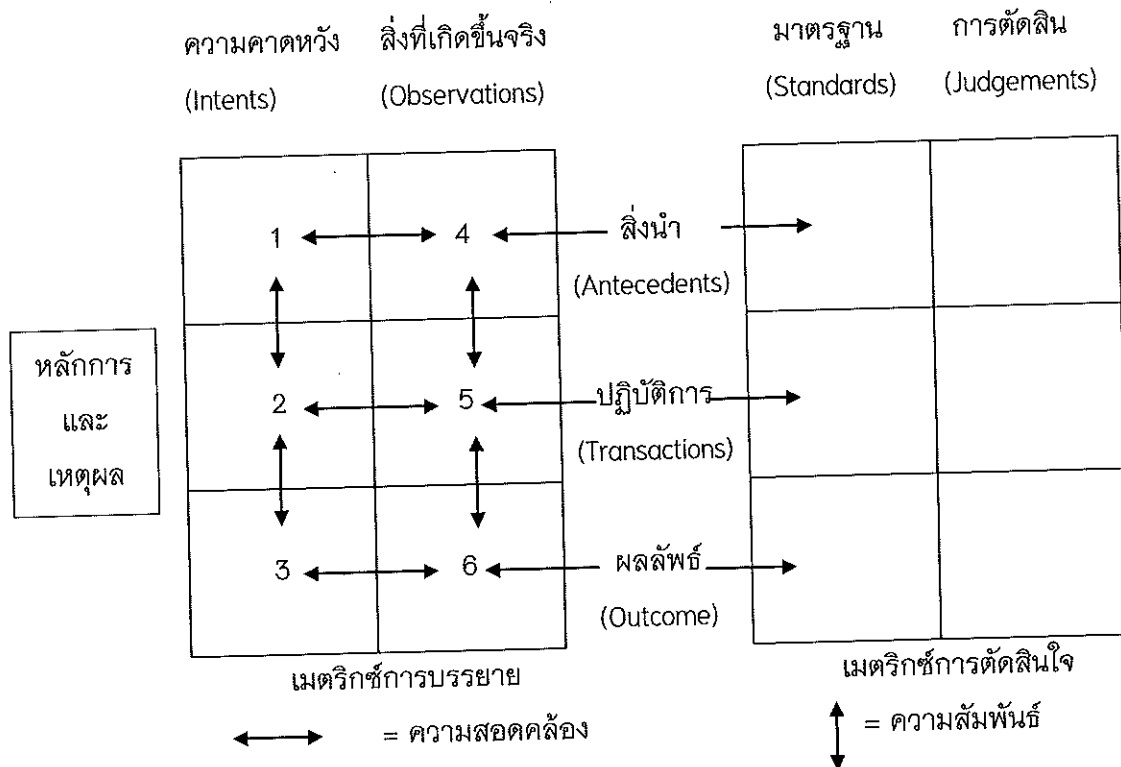 ความคาดหวัง สิ่งที่เกิดขึ้นจริง มาตรฐาน การตัดสิน
(Intents) (Observations) (Standards) (Judgements)
1 4 สิ่งนำ
(Antecedents)
หลักการ
และ
เหตุผล
2 5 ปฏิบัติการ
(Transactions)
3 6 ผลลัพธ์
(Outcome)
เมตริกซ์การบรรยาย เมตริกซ์การตัดสินใจ
= ความสอดคล้อง = ความสัมพันธ์